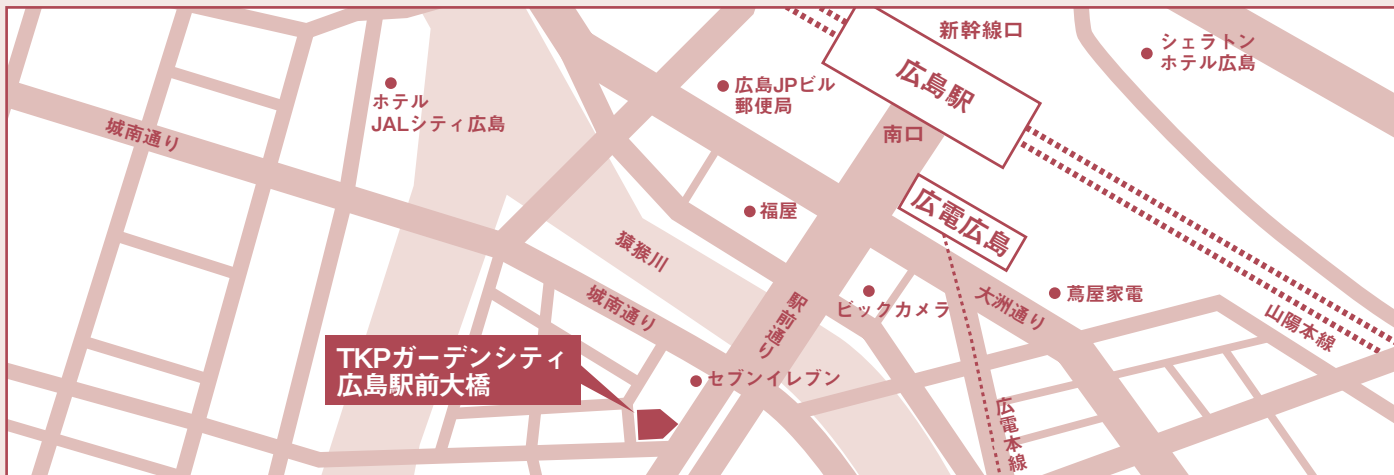 新幹線口
シェラトン
ホテル広島
広島駅
広島JPビル
郵便局
ホテル
JALシティ広島
城南通り
南口
広電広島
福屋
猿猴川
城南通り
駅前通り
ビックカメラ
大洲通り
蔦屋家電
山陽本線
TKPガーデンシティ
広島駅前大橋
セブンイレブン
広電本線